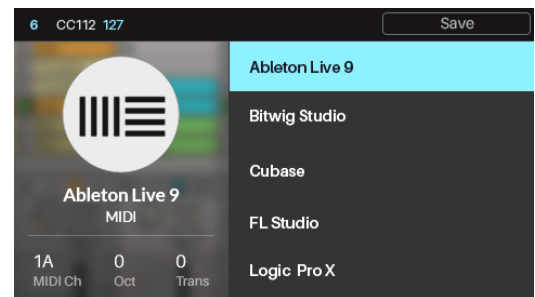 6 CC112 127 Save
Ableton Live 9
MIDI
1A 0 0
MIDI Ch Oct Trans
Ableton Live 9
Bitwig Studio
Cubase
FL Studio
Logic Pro X